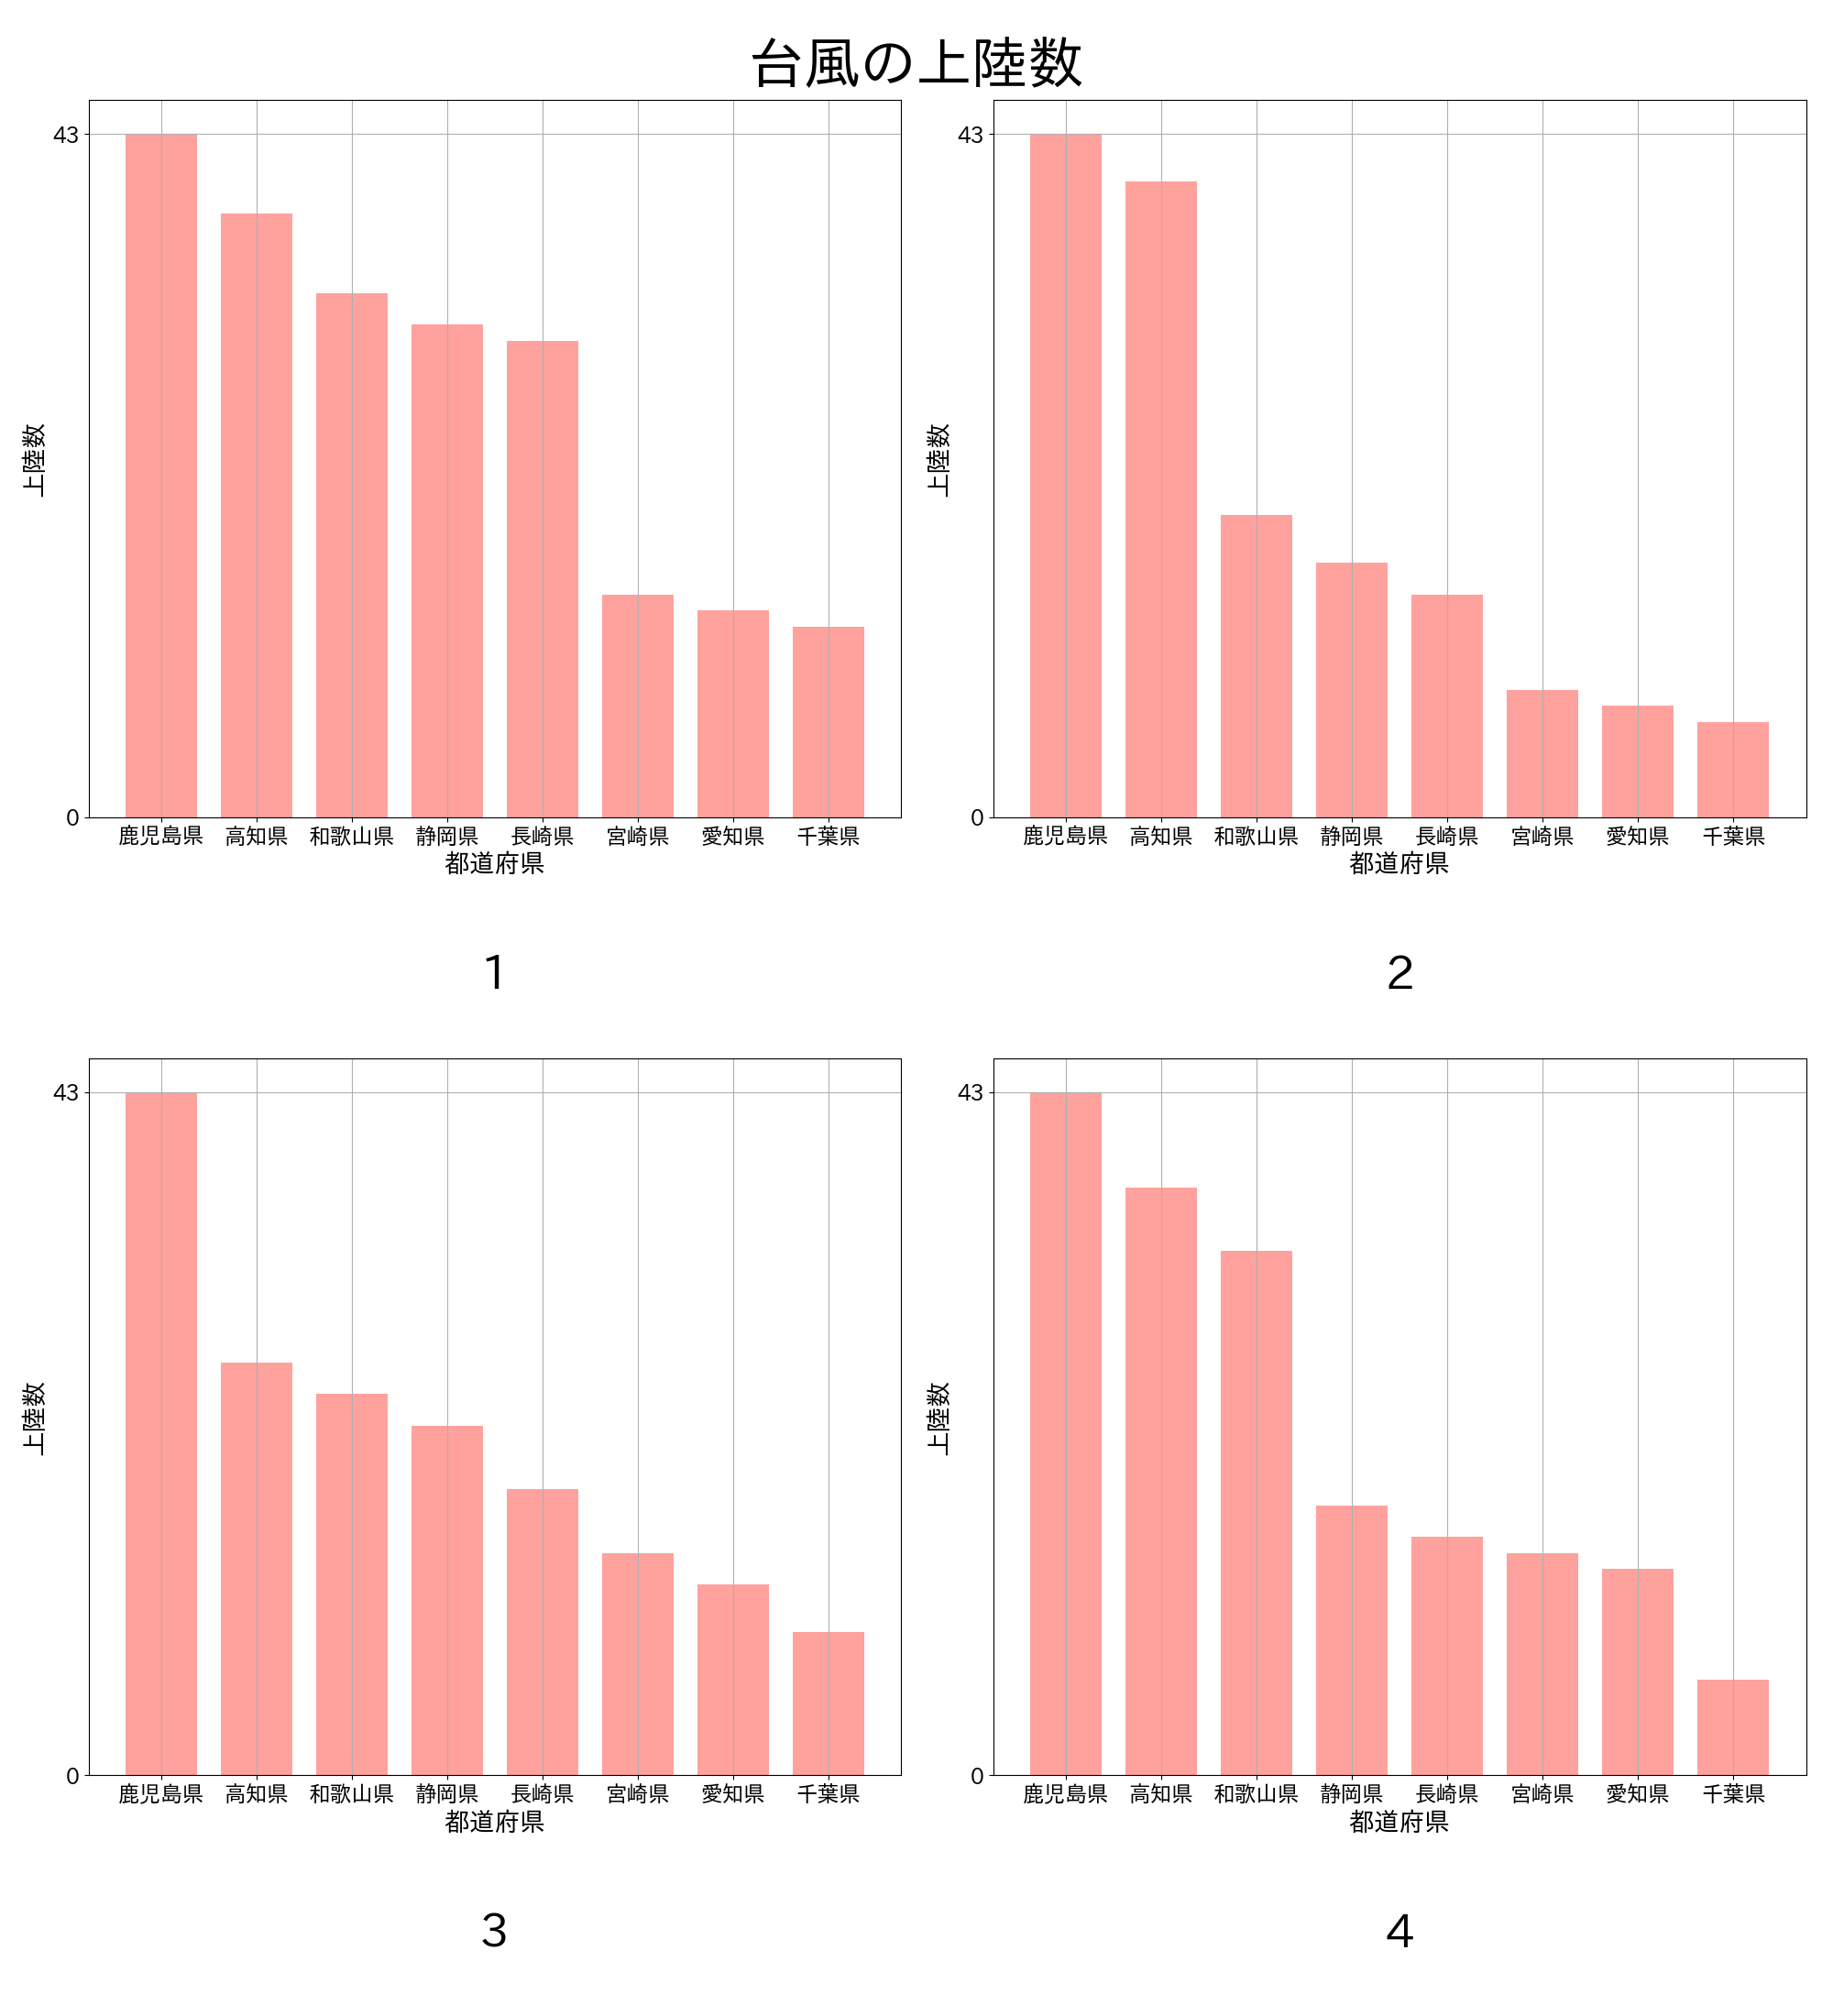 台風の上陸数
43
0
上陸数
鹿児島県 高知県 和歌山県 静岡県 長崎県 宮崎県 愛知県 千葉県
都道府県
1
43
0
上陸数
鹿児島県 高知県 和歌山県 静岡県 長崎県 宮崎県 愛知県 千葉県
都道府県
2
43
0
上陸数
鹿児島県 高知県 和歌山県 静岡県 長崎県 宮崎県 愛知県 千葉県
都道府県
3
43
0
上陸数
鹿児島県 高知県 和歌山県 静岡県 長崎県 宮崎県 愛知県 千葉県
都道府県
4